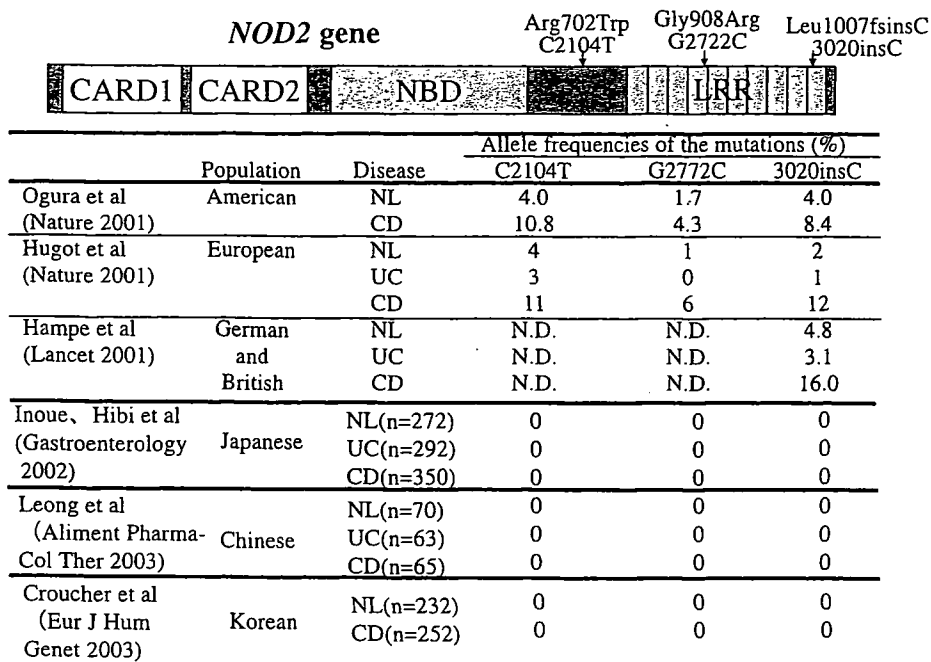 NOD2 gene
Arg702Trp
C2104T
Gly908Arg
G2722C
Leu1007fsinsC
3020insC
CARD1 CARD2 NBD LRR
Allele frequencies of the mutations (%)
Population Disease C2104T G2772C 3020insC
Ogura et al American NL 4.0 1.7 4.0
(Nature 2001) CD 10.8 4.3 8.4
Hugot et al European NL 4 1 2
(Nature 2001) UC 3 0 1
CD 11 6 12
Hampe et al German NL N.D. N.D. 4.8
(Lancet 2001) and UC N.D. N.D. 3.1
British CD N.D. N.D. 16.0
Inoue、Hibi et al NL(n=272) 0 0 0
(Gastroenterology Japanese UC(n=292) 0 0 0
2002) CD(n=350) 0 0 0
Leong et al NL(n=70) 0 0 0
（Aliment Pharma- Chinese UC(n=63) 0 0 0
Col Ther 2003) CD(n=65) 0 0 0
Croucher et al NL(n=232) 0 0 0
（Eur J Hum Korean CD(n=252) 0 0 0
Genet 2003)